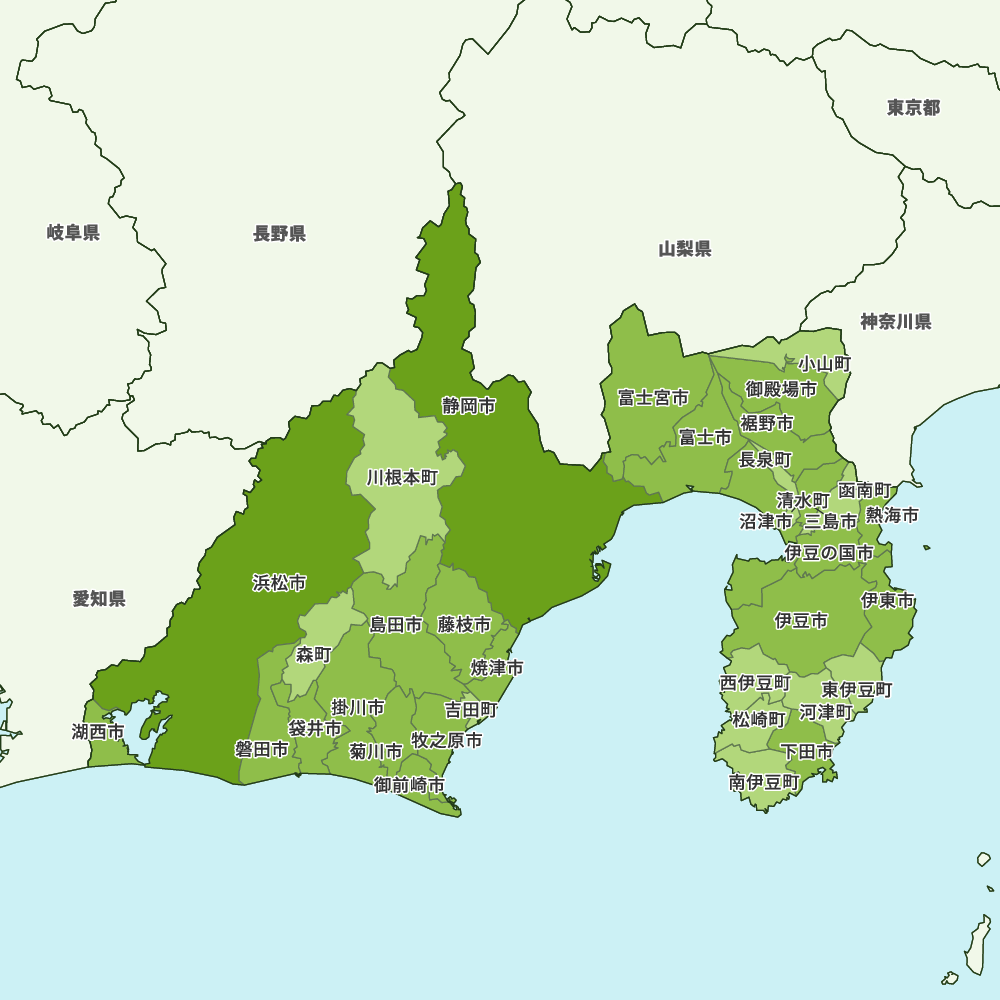 東京都
岐阜県
長野県
山梨県
神奈川県
小山町
御殿場市
富士宮市
静岡市
裾野市
富士市
長泉町
川根本町
函南町
清水町
熱海市
沼津市
三島市
伊豆の国市
浜松市
愛知県
伊東市
伊豆市
島田市
藤枝市
森町
焼津市
西伊豆町
東伊豆町
掛川市
吉田町
河津町
松崎町
袋井市
湖西市
牧之原市
磐田市
菊川市
下田市
南伊豆町
御前崎市